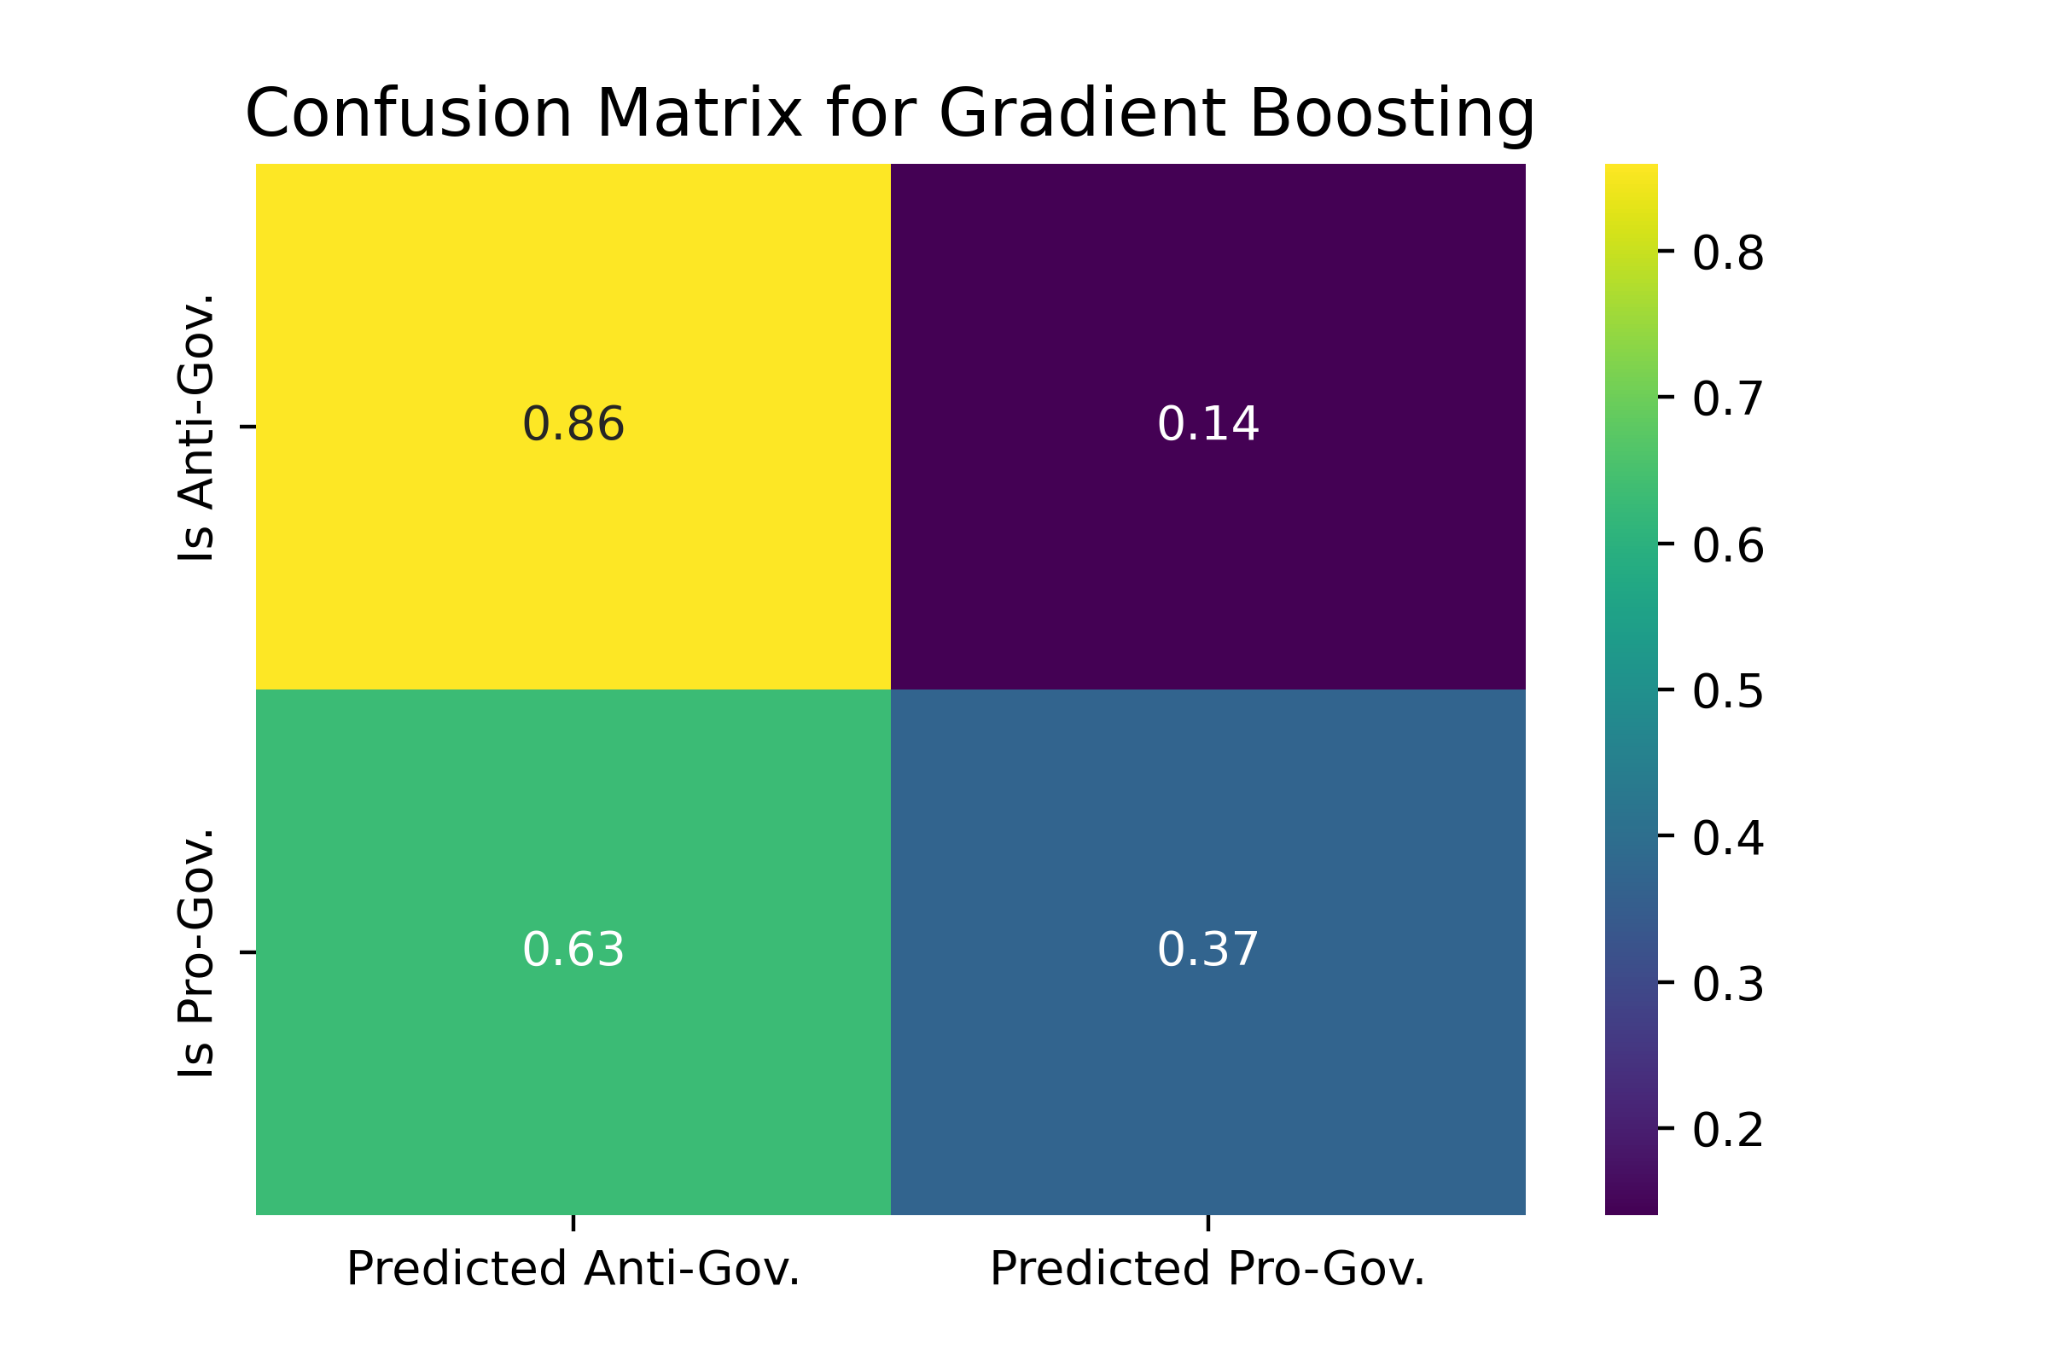 Confusion Matrix for Gradient Boosting
Is Anti-Gov.
0.86
0.14
Is Pro-Gov.
0.63
0.37
Predicted Anti-Gov.
Predicted Pro-Gov.
0.8
0.7
0.6
0.5
0.4
0.3
0.2